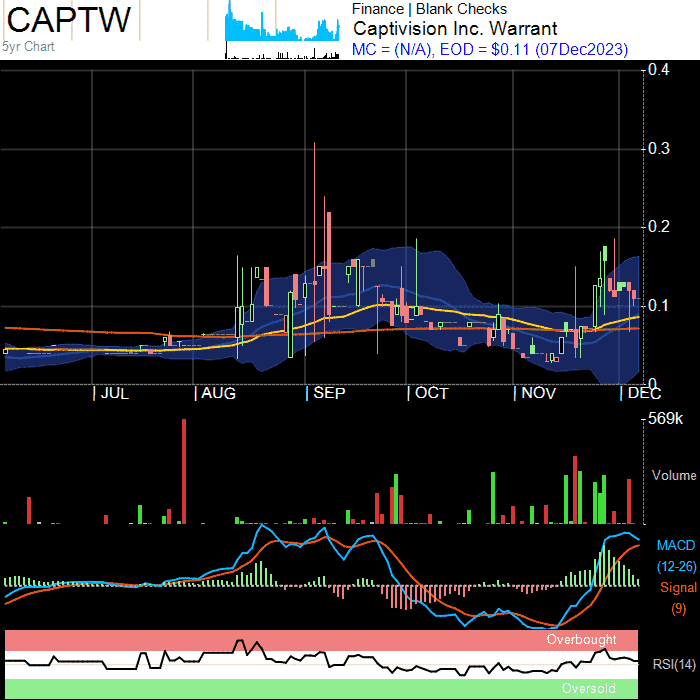 CAPTW
5yr Chart
Finance | Blank Checks
Captivision Inc. Warrant
MC = (N/A), EOD = $0.11 (07Dec2023)
0.4
0.3
0.2
0.1
0
JUL AUG SEP OCT NOV DEC
569k
Volume
MACD
(12-26)
Signal
(9)
Overbought
RSI(14)
Oversold